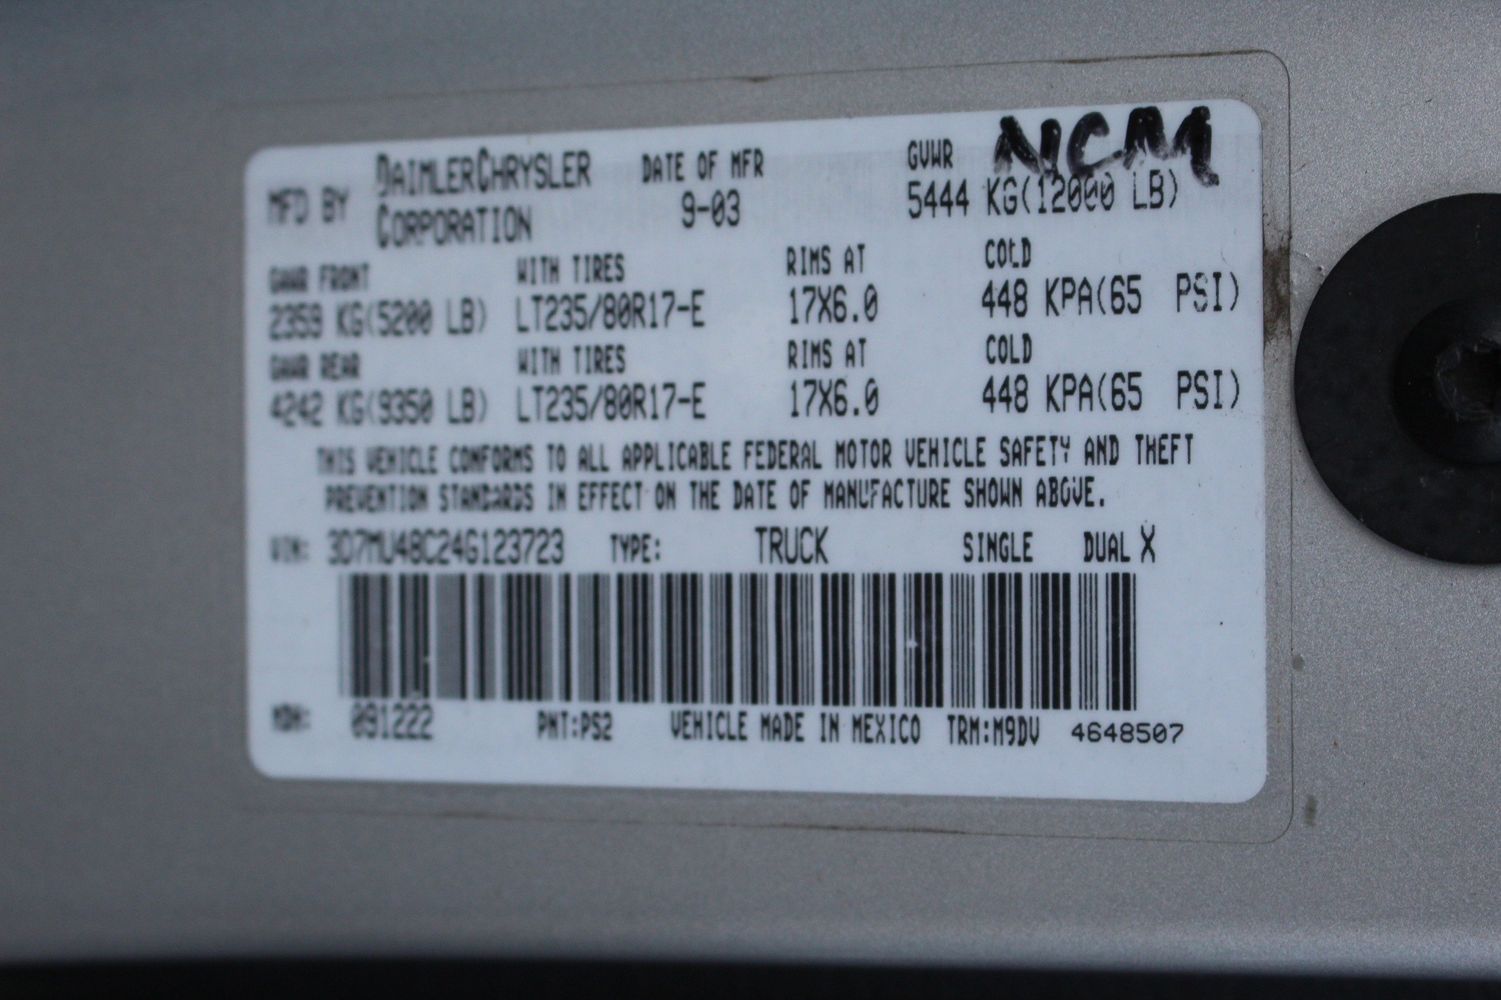 NCM
MFD BY DAIMLERCHRYSLER CORPORATION DATE OF MFR 9-03 GVWR 5444 KG(12000 LB)
GAWR FRONT WITH TIRES RIMS AT COLD
2359 KG(5200 LB) LT235/80R17-E 17X6.0 448 KPA(65 PSI)
GAWR REAR WITH TIRES RIMS AT COLD
4242 KG(9350 LB) LT235/80R17-E 17X6.0 448 KPA(65 PSI)
THIS VEHICLE CONFORMS TO ALL APPLICABLE FEDERAL MOTOR VEHICLE SAFETY AND THEFT
PREVENTION STANDARDS IN EFFECT ON THE DATE OF MANUFACTURE SHOWN ABOVE.
VIN: 3D7MU48C24G123723 TYPE: TRUCK SINGLE DUAL X
MDH: 091222 PNT:PS2 VEHICLE MADE IN MEXICO TRM:M9DV 4648507